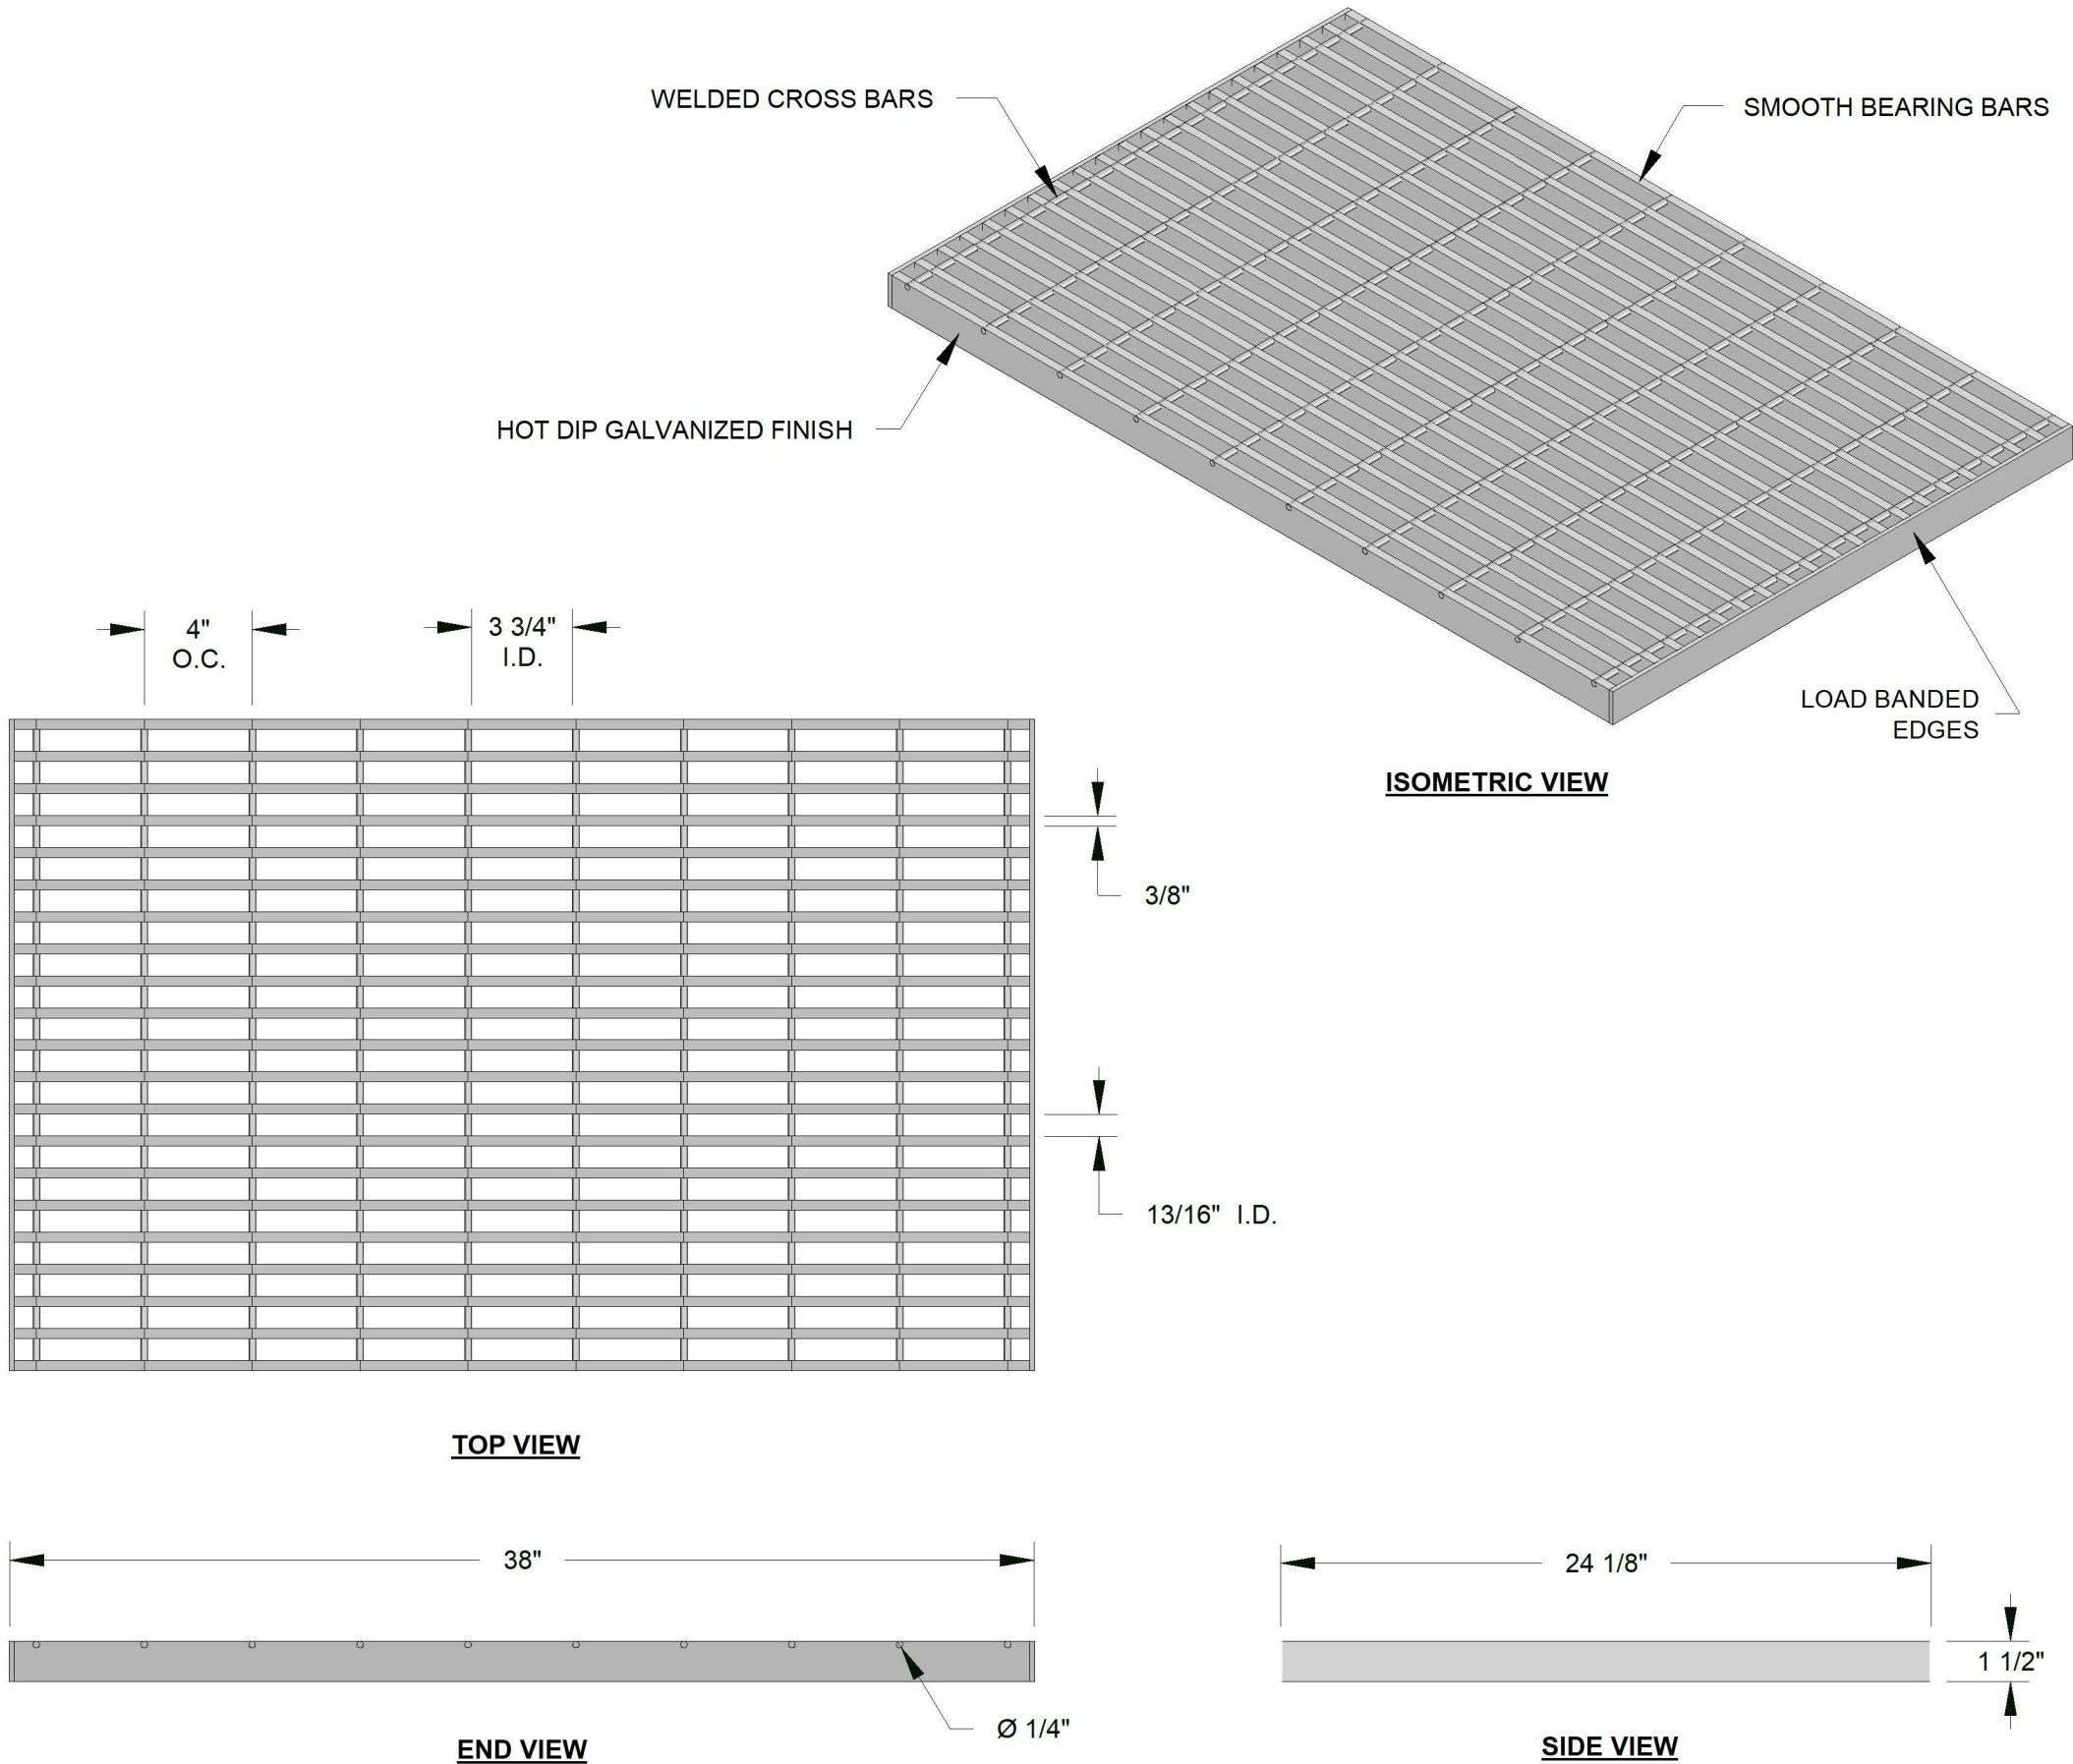 WELDED CROSS BARS
SMOOTH BEARING BARS
HOT DIP GALVANIZED FINISH
LOAD BANDED
EDGES
ISOMETRIC VIEW
4"
O.C.
3 3/4"
I.D.
3/8"
13/16" I.D.
TOP VIEW
38"
Ø 1/4"
END VIEW
24 1/8"
1 1/2"
SIDE VIEW